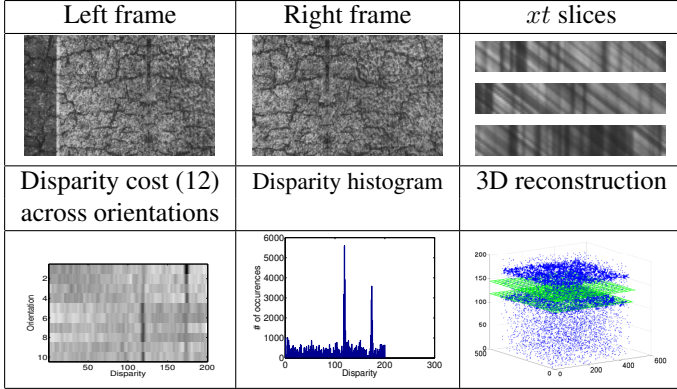 Left frame
Right frame
xt slices
Disparity cost (12)
across orientations
Disparity histogram
3D reconstruction
Orientation
2
4
6
8
10
50
100
150
200
Disparity
# of occurences
6000
5000
4000
3000
2000
1000
0
0
100
200
300
Disparity
200
150
100
50
0
500
0
0
200
400
600